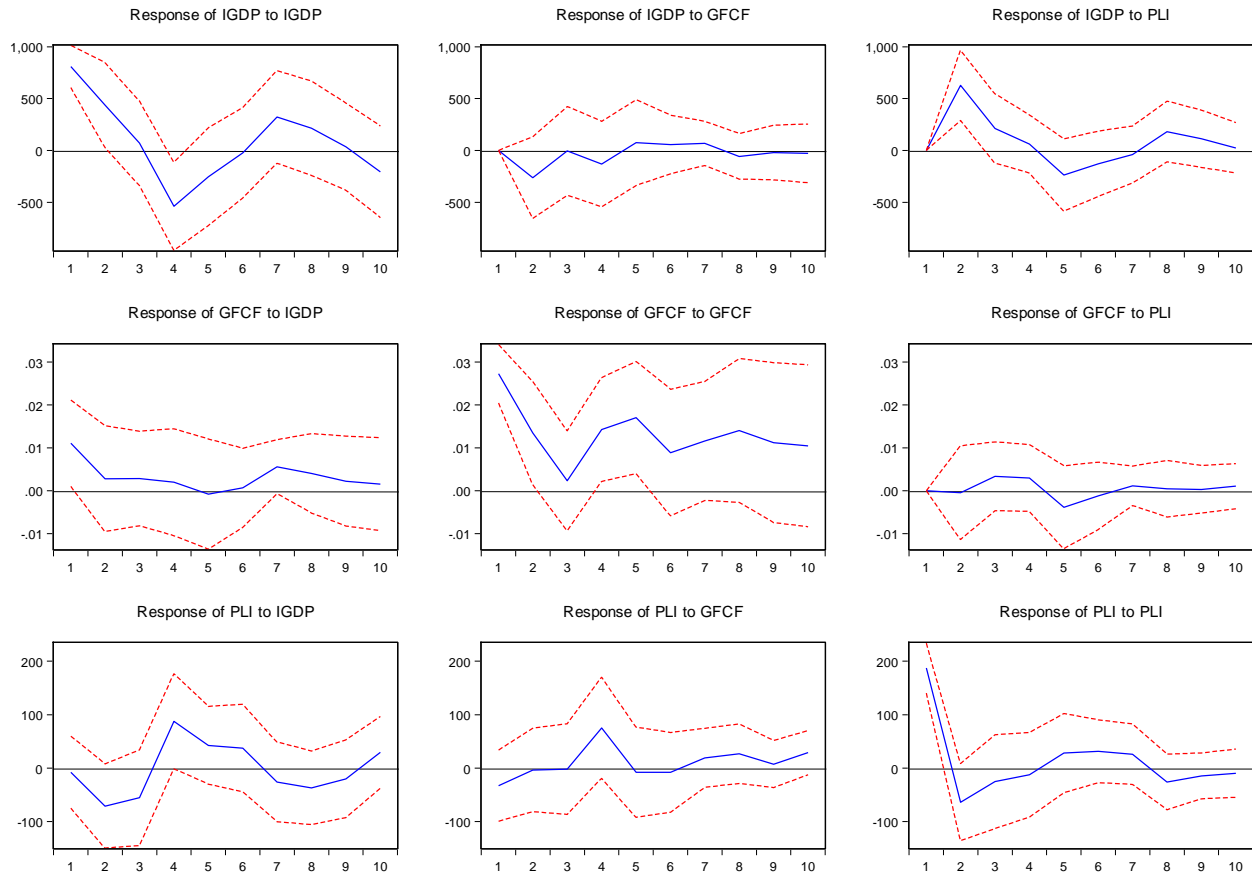 Response of IGDP to IGDP
Response of IGDP to GFCF
Response of IGDP to PLI
1,000
500
0
-500
1 2 3 4 5 6 7 8 9 10
1,000
500
0
-500
1 2 3 4 5 6 7 8 9 10
1,000
500
0
-500
1 2 3 4 5 6 7 8 9 10
Response of GFCF to IGDP
Response of GFCF to GFCF
Response of GFCF to PLI
.03
.02
.01
.00
-.01
1 2 3 4 5 6 7 8 9 10
.03
.02
.01
.00
-.01
1 2 3 4 5 6 7 8 9 10
.03
.02
.01
.00
-.01
1 2 3 4 5 6 7 8 9 10
Response of PLI to IGDP
Response of PLI to GFCF
Response of PLI to PLI
200
100
0
-100
1 2 3 4 5 6 7 8 9 10
200
100
0
-100
1 2 3 4 5 6 7 8 9 10
200
100
0
-100
1 2 3 4 5 6 7 8 9 10